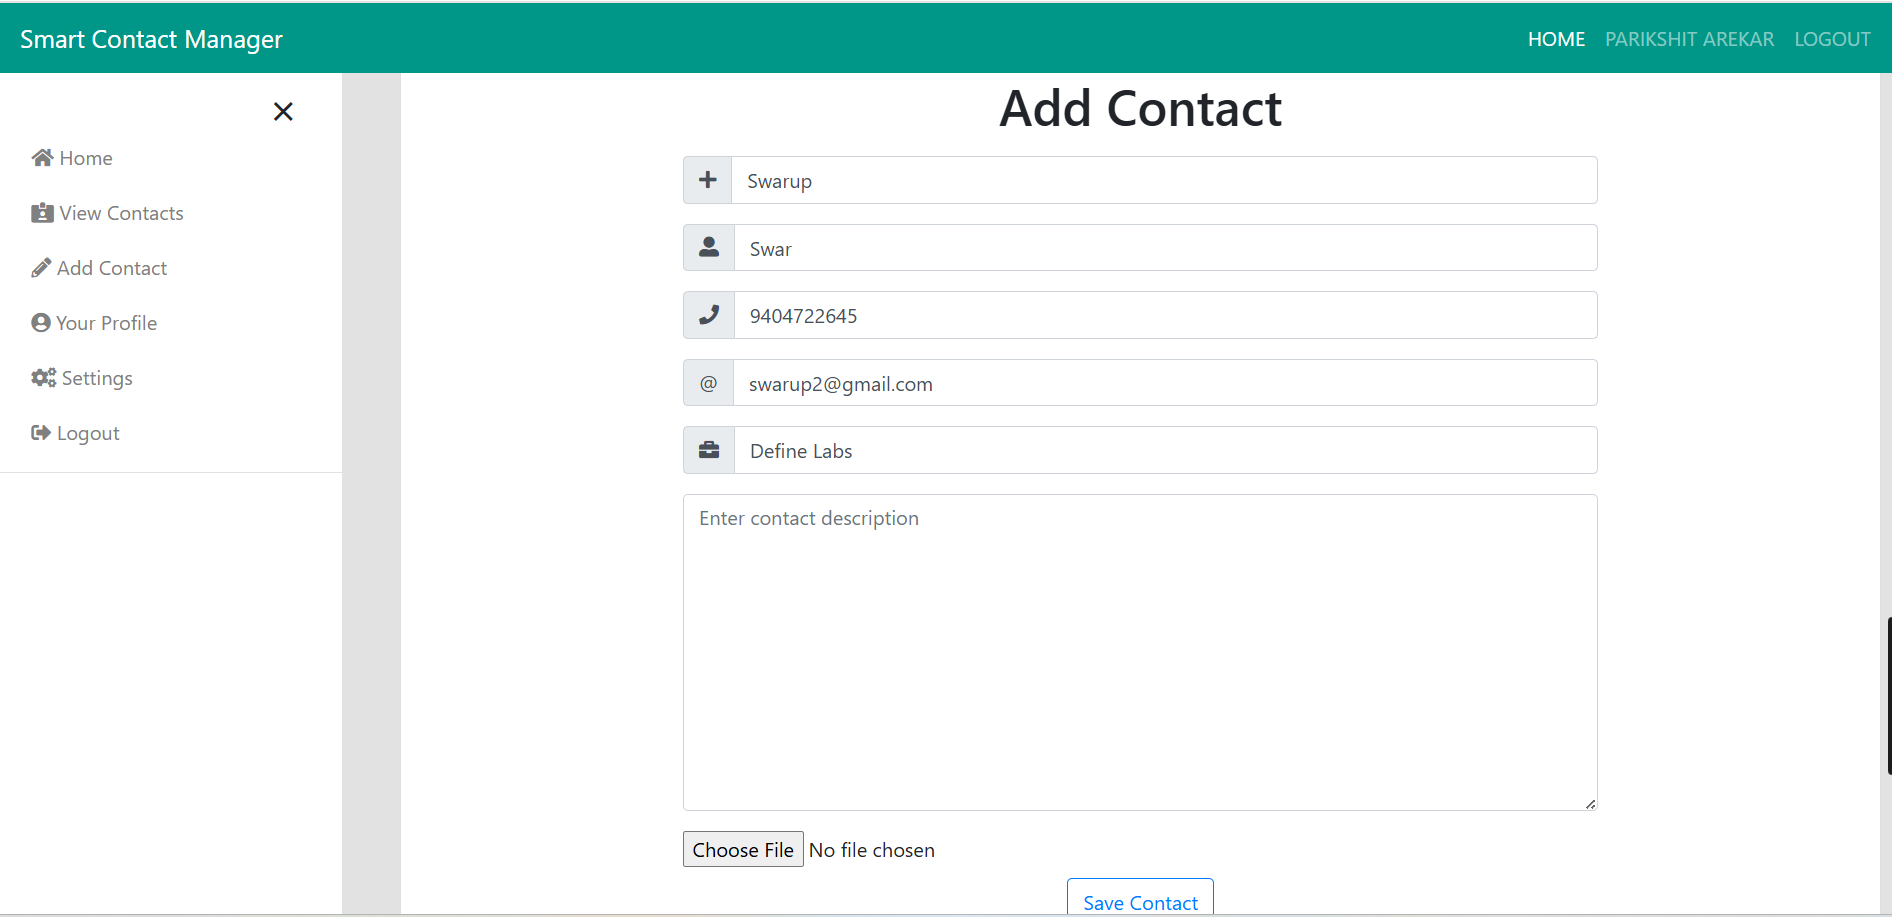 Smart Contact Manager
HOME PARIKSHIT AREKAR LOGOUT
Home
View Contacts
Add Contact
Your Profile
Settings
Logout
Add Contact
Swarup
Swar
9404722645
@ swarup2@gmail.com
Define Labs
Enter contact description
Choose File No file chosen
Save Contact